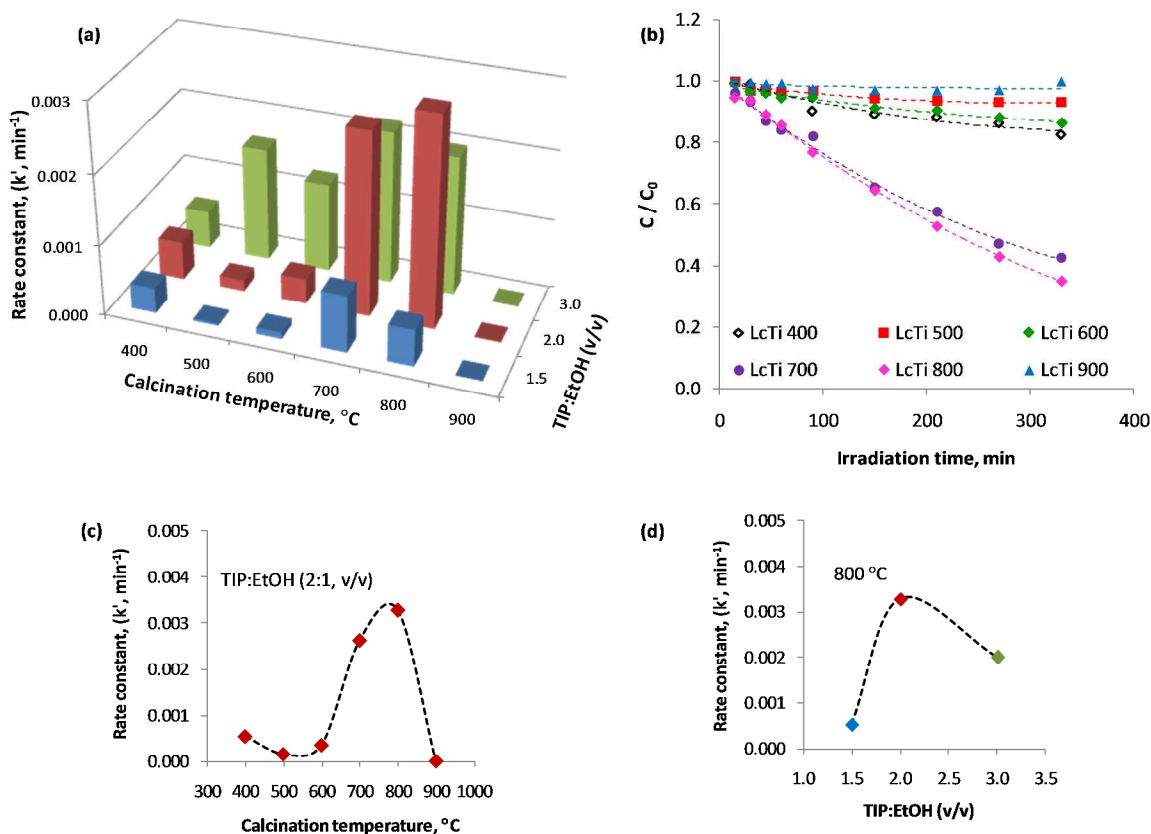 (a)
Rate constant, (k', min⁻¹)
0.003
0.002
0.001
0.000
400
500
600
700
800
900
Calcination temperature, °C
3.0
2.0
1.5
TIP:EtOH (v/v)
(b)
C / C₀
1.2
1.0
0.8
0.6
0.4
0.2
0.0
LcTi 400
LcTi 500
LcTi 600
LcTi 700
LcTi 800
LcTi 900
0 100 200 300 400
Irradiation time, min
(c)
Rate constant, (k', min⁻¹)
0.005
0.004
0.003
0.002
0.001
0.000
TIP:EtOH (2:1, v/v)
300 400 500 600 700 800 900 1000
Calcination temperature, °C
(d)
Rate constant, (k', min⁻¹)
0.005
0.004
0.003
0.002
0.001
0.000
800 °C
1.0 1.5 2.0 2.5 3.0 3.5
TIP:EtOH (v/v)